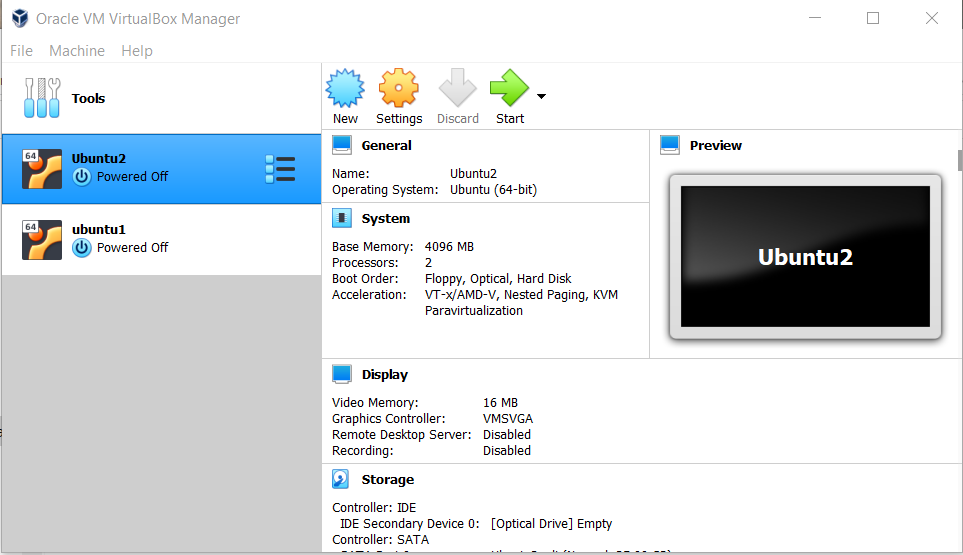 Oracle VM VirtualBox Manager
File Machine Help
Tools
64
Ubuntu2
Powered Off
64
ubuntu1
Powered Off
New Settings Discard Start
General
Name: Ubuntu2
Operating System: Ubuntu (64-bit)
System
Base Memory: 4096 MB
Processors: 2
Boot Order: Floppy, Optical, Hard Disk
Acceleration: VT-x/AMD-V, Nested Paging, KVM
Paravirtualization
Preview
Ubuntu2
Display
Video Memory: 16 MB
Graphics Controller: VMSVGA
Remote Desktop Server: Disabled
Recording: Disabled
Storage
Controller: IDE
IDE Secondary Device 0: [Optical Drive] Empty
Controller: SATA